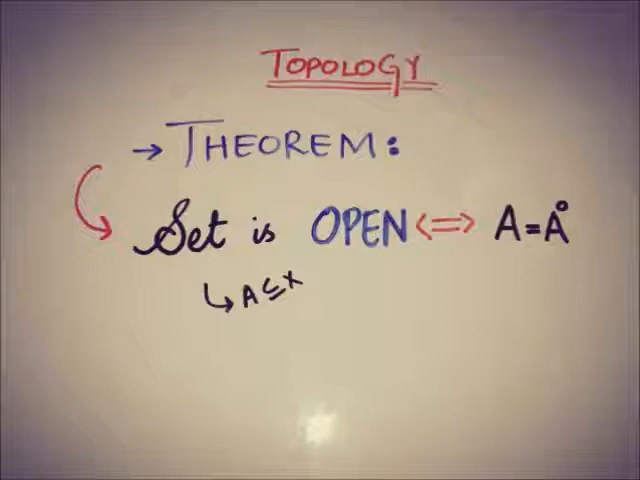 TOPOLOGY
→ THEOREM:
Set is OPEN <=> A=A°
↳ A⊆X